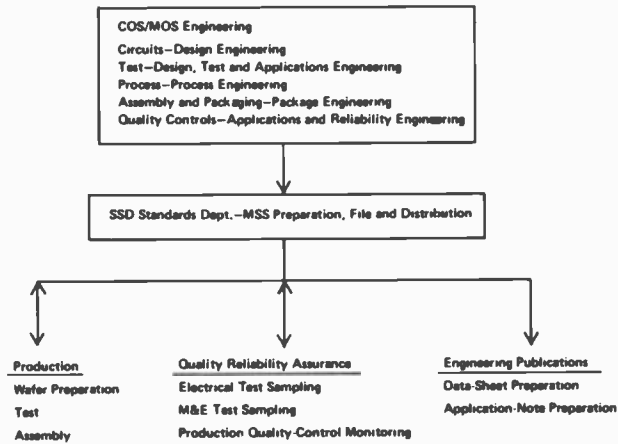 COS/MOS Engineering
Circuits—Design Engineering
Test—Design, Test and Applications Engineering
Process—Process Engineering
Assembly and Packaging—Package Engineering
Quality Controls—Applications and Reliability Engineering
SSD Standards Dept.—MSS Preparation, File and Distribution
Production
Wafer Preparation
Test
Assembly
Quality Reliability Assurance
Electrical Test Sampling
M&E Test Sampling
Production Quality-Control Monitoring
Engineering Publications
Data-Sheet Preparation
Application-Note Preparation